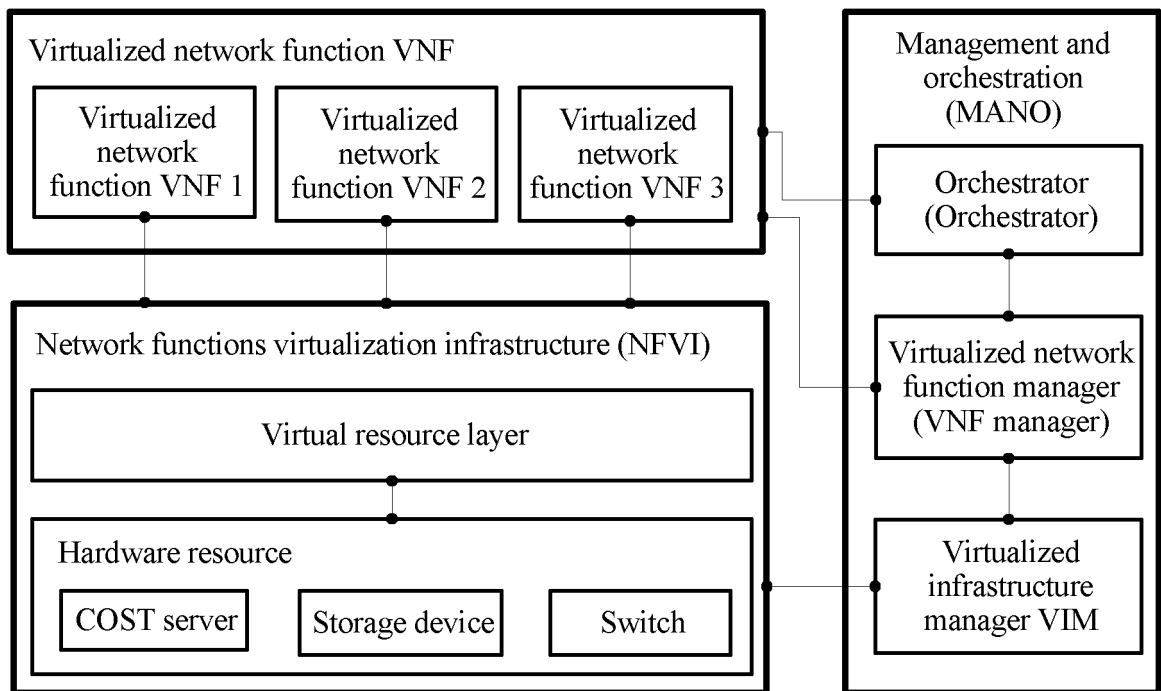 Virtualized network function VNF
Virtualized
network
function VNF 1
Virtualized
network
function VNF 2
Virtualized
network
function VNF 3
Network functions virtualization infrastructure (NFVI)
Virtual resource layer
Hardware resource
COST server
Storage device
Switch
Management and
orchestration
(MANO)
Orchestrator
(Orchestrator)
Virtualized network
function manager
(VNF manager)
Virtualized
infrastructure
manager VIM